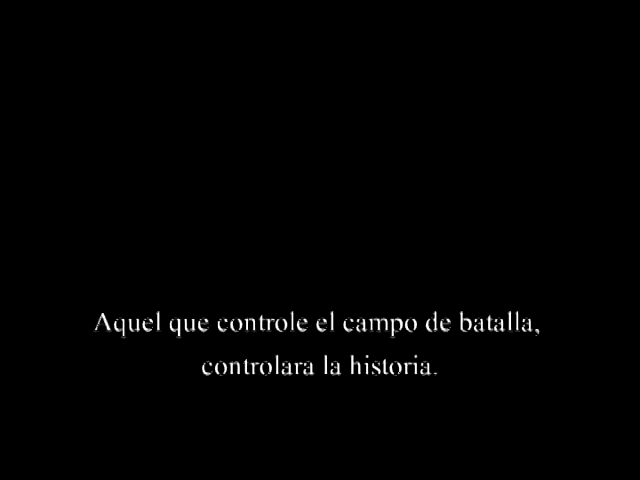 Aquel que controle el campo de batalla,
controlara la historia.